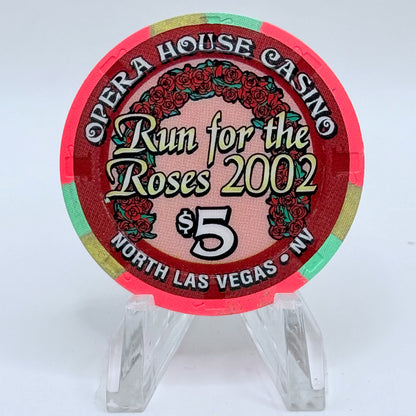 OPERA HOUSE CASINO
Run for the
Roses 2002
$5
NORTH LAS VEGAS • NV